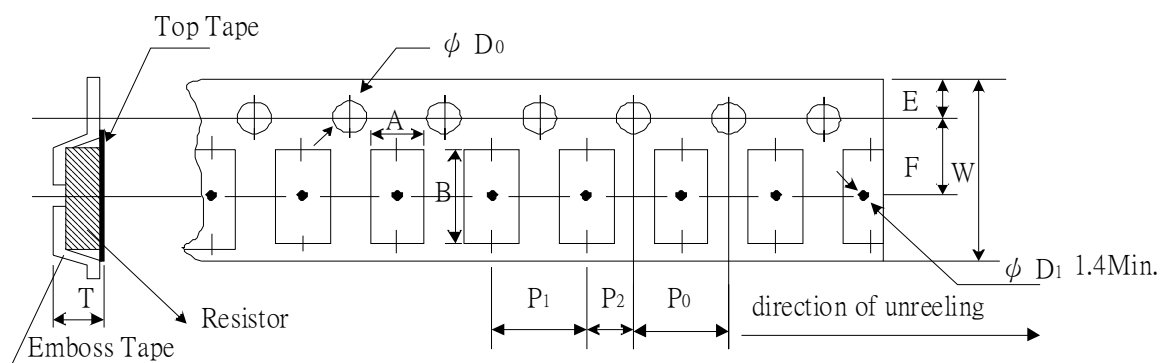 Top Tape
ϕ D0
E
A
F
W
B
ϕ D1 1.4Min.
T
P1
P2
P0
direction of unreeling
Resistor
Emboss Tape